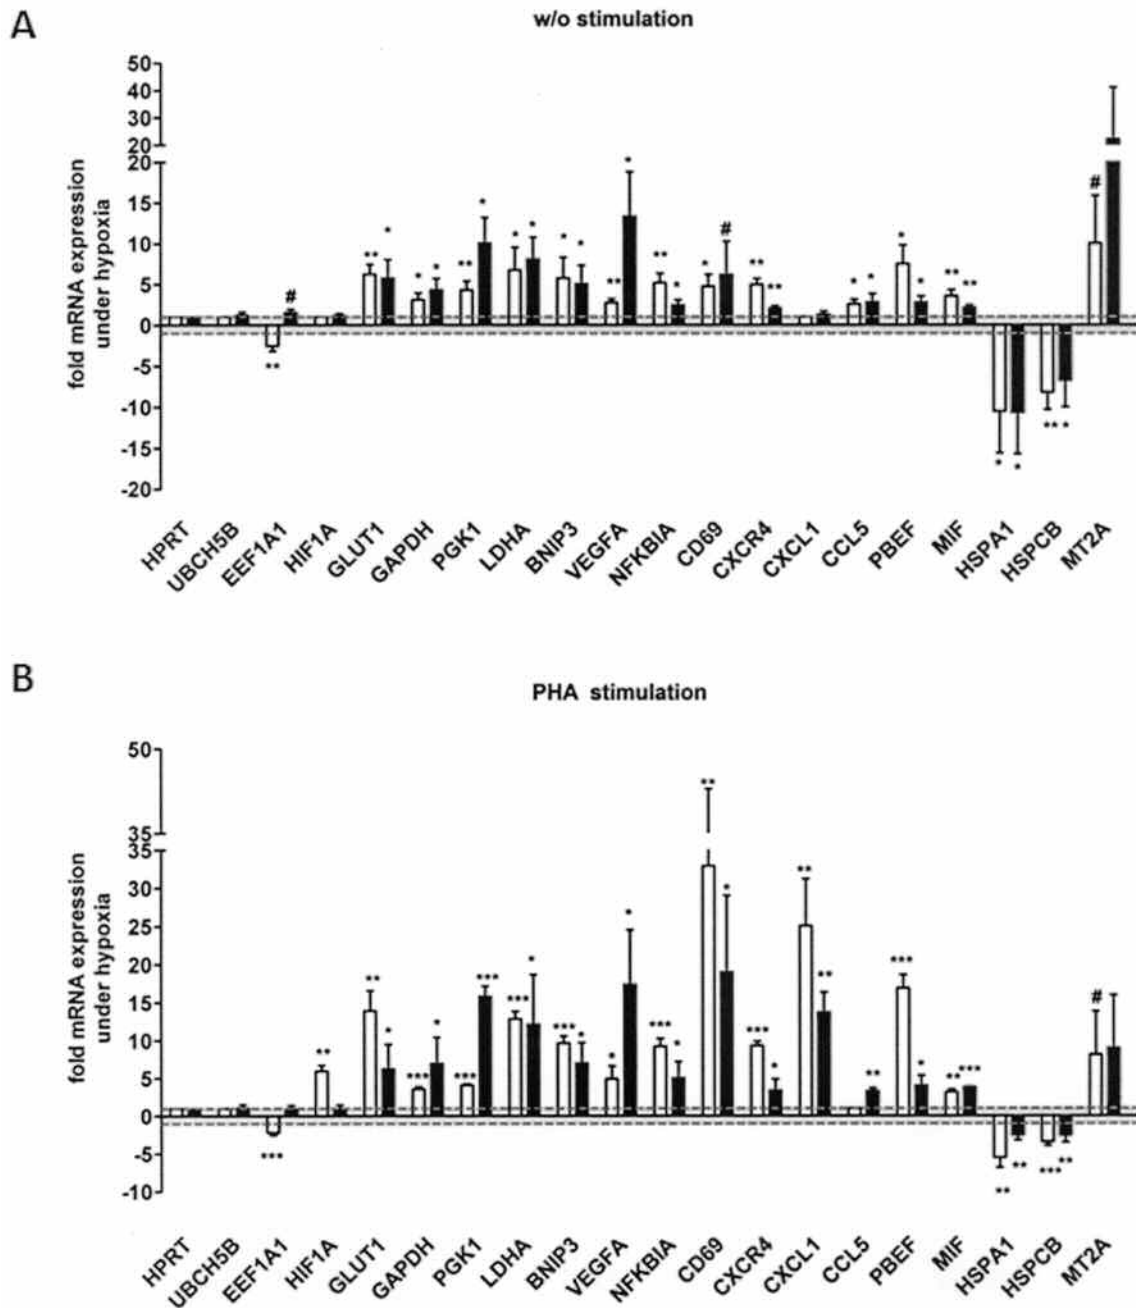 A
w/o stimulation
50
40
30
20
20
15
10
5
0
-5
-10
-15
-20
fold mRNA expression
under hypoxia
** * * * ** * * * * * ** * ** * * # ** ** * * * * ** ** #
# ** * * ** *
HPRT
UBCH5B
EEF1A1
HIF1A
GLUT1
GAPDH
PGK1
LDHA
BNIP3
VEGFA
NFKBIA
CD69
CXCR4
CXCL1
CCL5
PBEF
MIF
HSPA1
HSPCB
MT2A
B
PHA stimulation
50
35
35
30
25
20
15
10
5
0
-5
-10
fold mRNA expression
under hypoxia
** ** * *** * *** *** *** * *** * * * *** * ** * *** * ** ** ** *** * ** *** #
*** ** ** *** **
HPRT
UBCH5B
EEF1A1
HIF1A
GLUT1
GAPDH
PGK1
LDHA
BNIP3
VEGFA
NFKBIA
CD69
CXCR4
CXCL1
CCL5
PBEF
MIF
HSPA1
HSPCB
MT2A